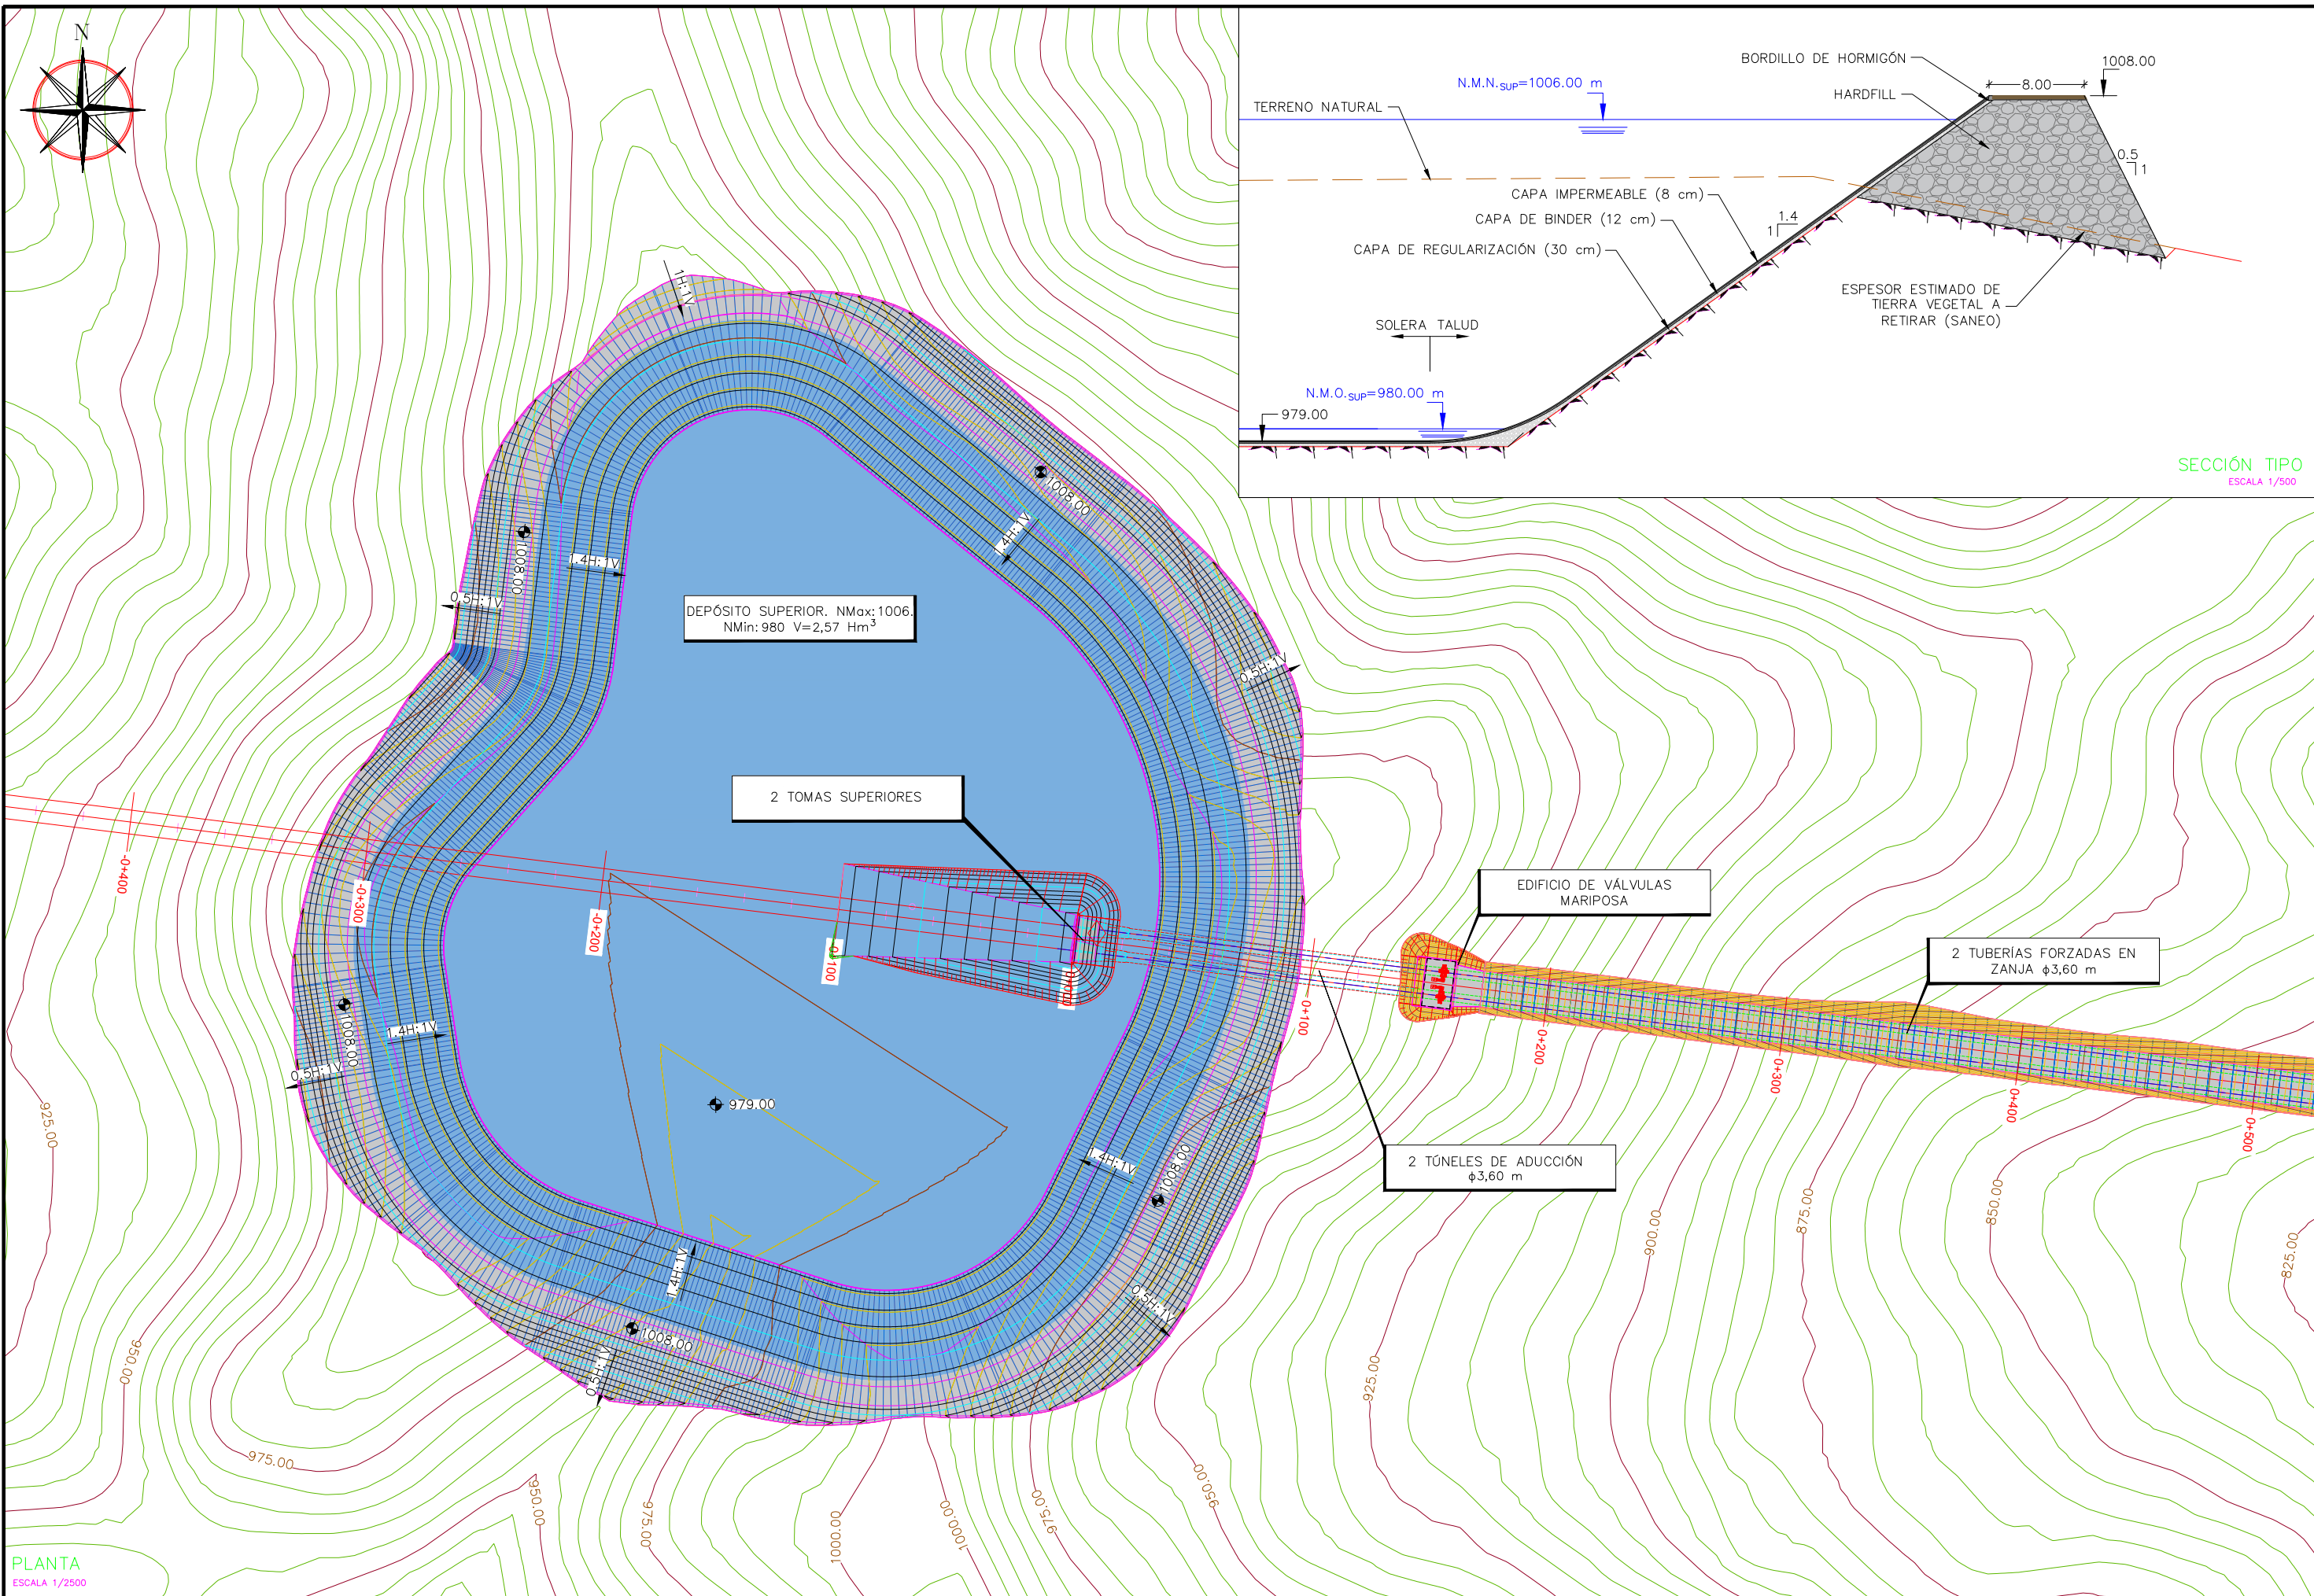 N
N.M.N.SUP=1006.00 m
TERRENO NATURAL
BORDILLO DE HORMIGÓN
HARDFILL
8.00
1008.00
0.5
1
CAPA IMPERMEABLE (8 cm)
CAPA DE BINDER (12 cm)
CAPA DE REGULARIZACIÓN (30 cm)
1.4
1
ESPESOR ESTIMADO DE
TIERRA VEGETAL A
RETIRAR (SANEO)
SOLERA TALUD
N.M.O.SUP=980.00 m
979.00
SECCIÓN TIPO
ESCALA 1/500
1H:1V
1008.00
1.4H:1V
1008.00
1.4H:1V
0.5H:1V
DEPÓSITO SUPERIOR. NMax:1006.
NMin:980 V=2,57 Hm³
0.5H:1V
2 TOMAS SUPERIORES
-0+400
-0+300
-0+200
0+100
0+000
EDIFICIO DE VÁLVULAS
MARIPOSA
2 TUBERÍAS FORZADAS EN
ZANJA ϕ3,60 m
0+100
0+200
0+300
0+400
0+500
1008.00
1.4H:1V
0.5H:1V
979.00
2 TÚNELES DE ADUCCIÓN
ϕ3,60 m
1.4H:1V
1008.00
1.4H:1V
0.5H:1V
1008.00
0.5H:1V
925.00
950.00
975.00
950.00
975.00
1000.00
1000.00
975.00
950.00
925.00
900.00
875.00
850.00
825.00
PLANTA
ESCALA 1/2500